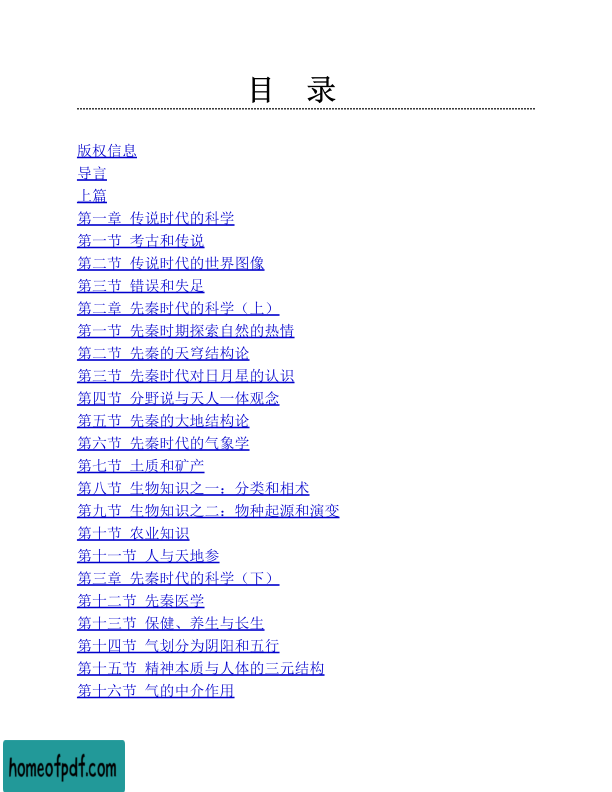 目 录
版权信息
导言
上篇
第一章 传说时代的科学
第一节 考古和传说
第二节 传说时代的世界图像
第三节 错误和失足
第二章 先秦时代的科学（上）
第一节 先秦时期探索自然的热情
第二节 先秦的天穹结构论
第三节 先秦时代对日月星的认识
第四节 分野说与天人一体观念
第五节 先秦的大地结构论
第六节 先秦时代的气象学
第七节 土质和矿产
第八节 生物知识之一：分类和相术
第九节 生物知识之二：物种起源和演变
第十节 农业知识
第十一节 人与天地参
第三章 先秦时代的科学（下）
第十二节 先秦医学
第十三节 保健、养生与长生
第十四节 气划分为阴阳和五行
第十五节 精神本质与人体的三元结构
第十六节 气的中介作用
homeofpdf.com